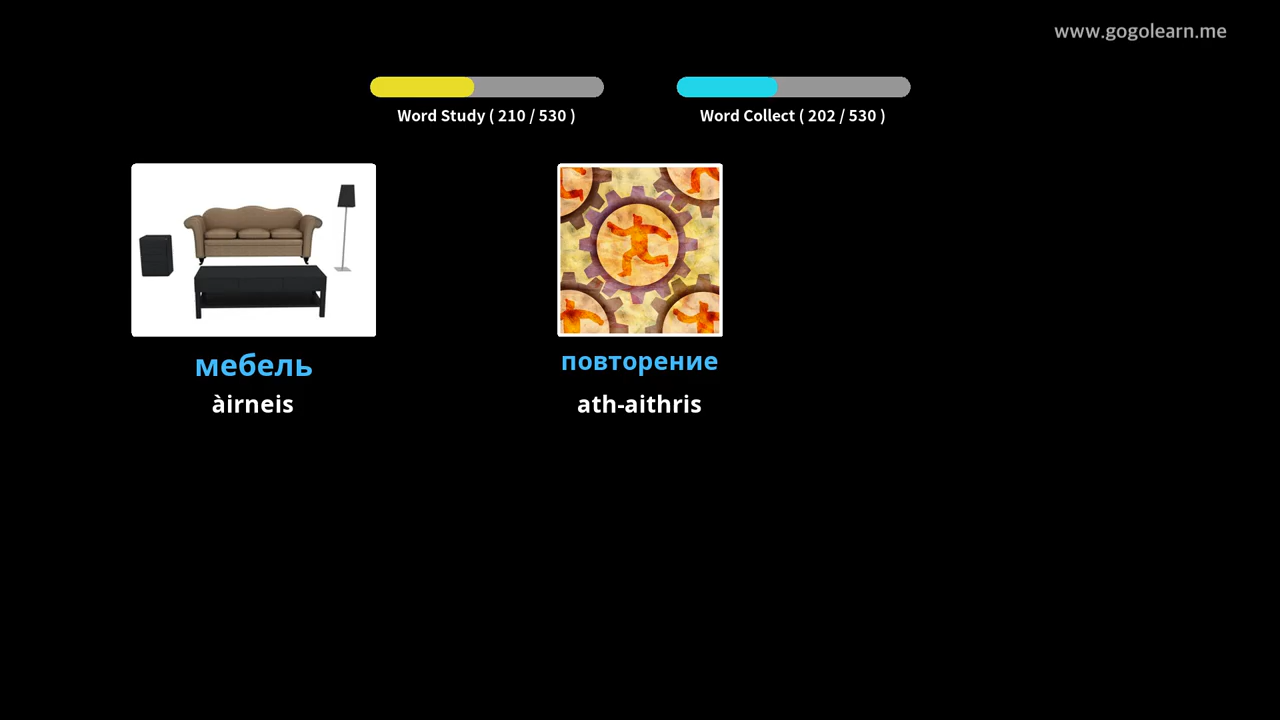 www.gogolearn.me
Word Study ( 210 / 530 )
Word Collect ( 202 / 530 )
мебель
àirneis
повторение
ath-aithris